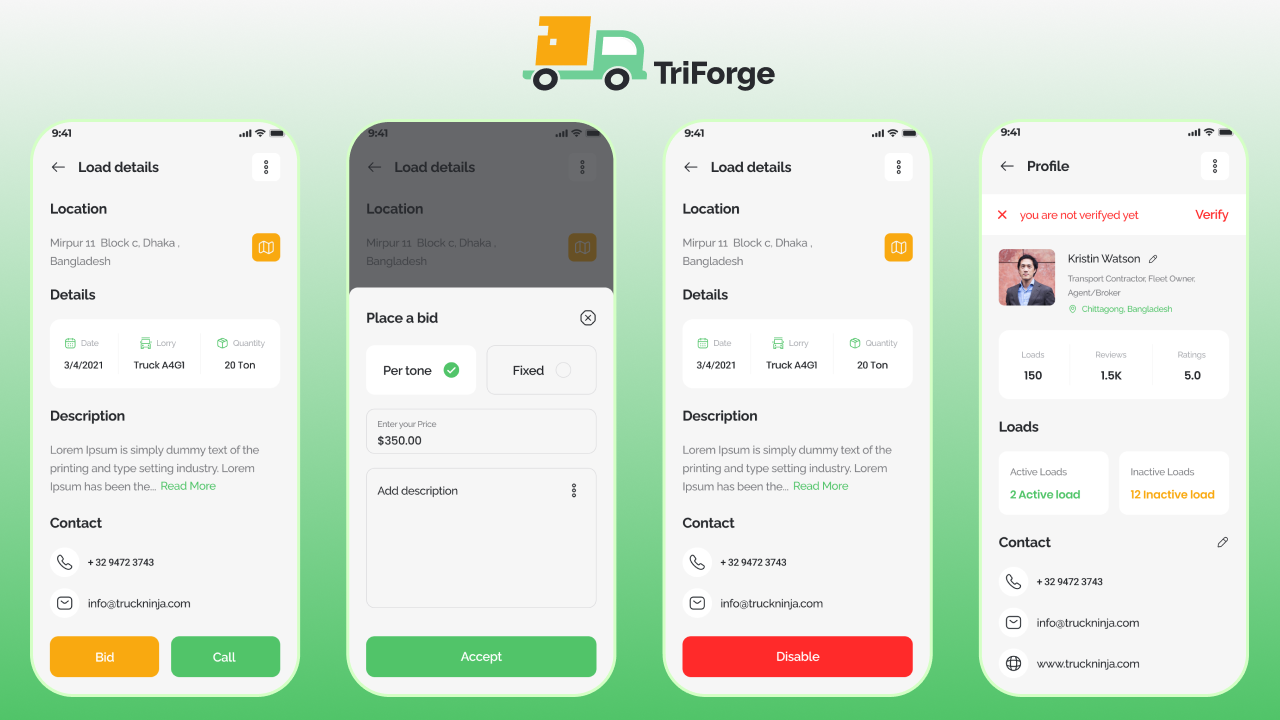 TriForge
9:41
Load details
Location
Mirpur 11 Block c, Dhaka ,
Bangladesh
Details
Date Lorry Quantity
3/4/2021 Truck A4G1 20 Ton
Description
Lorem Ipsum is simply dummy text of the
printing and type setting industry. Lorem
Ipsum has been the... Read More
Contact
+ 32 9472 3743
info@truckninja.com
Bid Call
9:41
Load details
Location
Mirpur 11 Block c, Dhaka ,
Bangladesh
Place a bid
Per tone Fixed
Enter your Price
$350.00
Add description
Accept
9:41
Load details
Location
Mirpur 11 Block c, Dhaka ,
Bangladesh
Details
Date Lorry Quantity
3/4/2021 Truck A4G1 20 Ton
Description
Lorem Ipsum is simply dummy text of the
printing and type setting industry. Lorem
Ipsum has been the... Read More
Contact
+ 32 9472 3743
info@truckninja.com
Disable
9:41
Profile
you are not verifyed yet Verify
Kristin Watson
Transport Contractor, Fleet Owner,
Agent/Broker
Chittagong, Bangladesh
Loads Reviews Ratings
150 1.5K 5.0
Loads
Active Loads Inactive Loads
2 Active load 12 Inactive load
Contact
+ 32 9472 3743
info@truckninja.com
www.truckninja.com